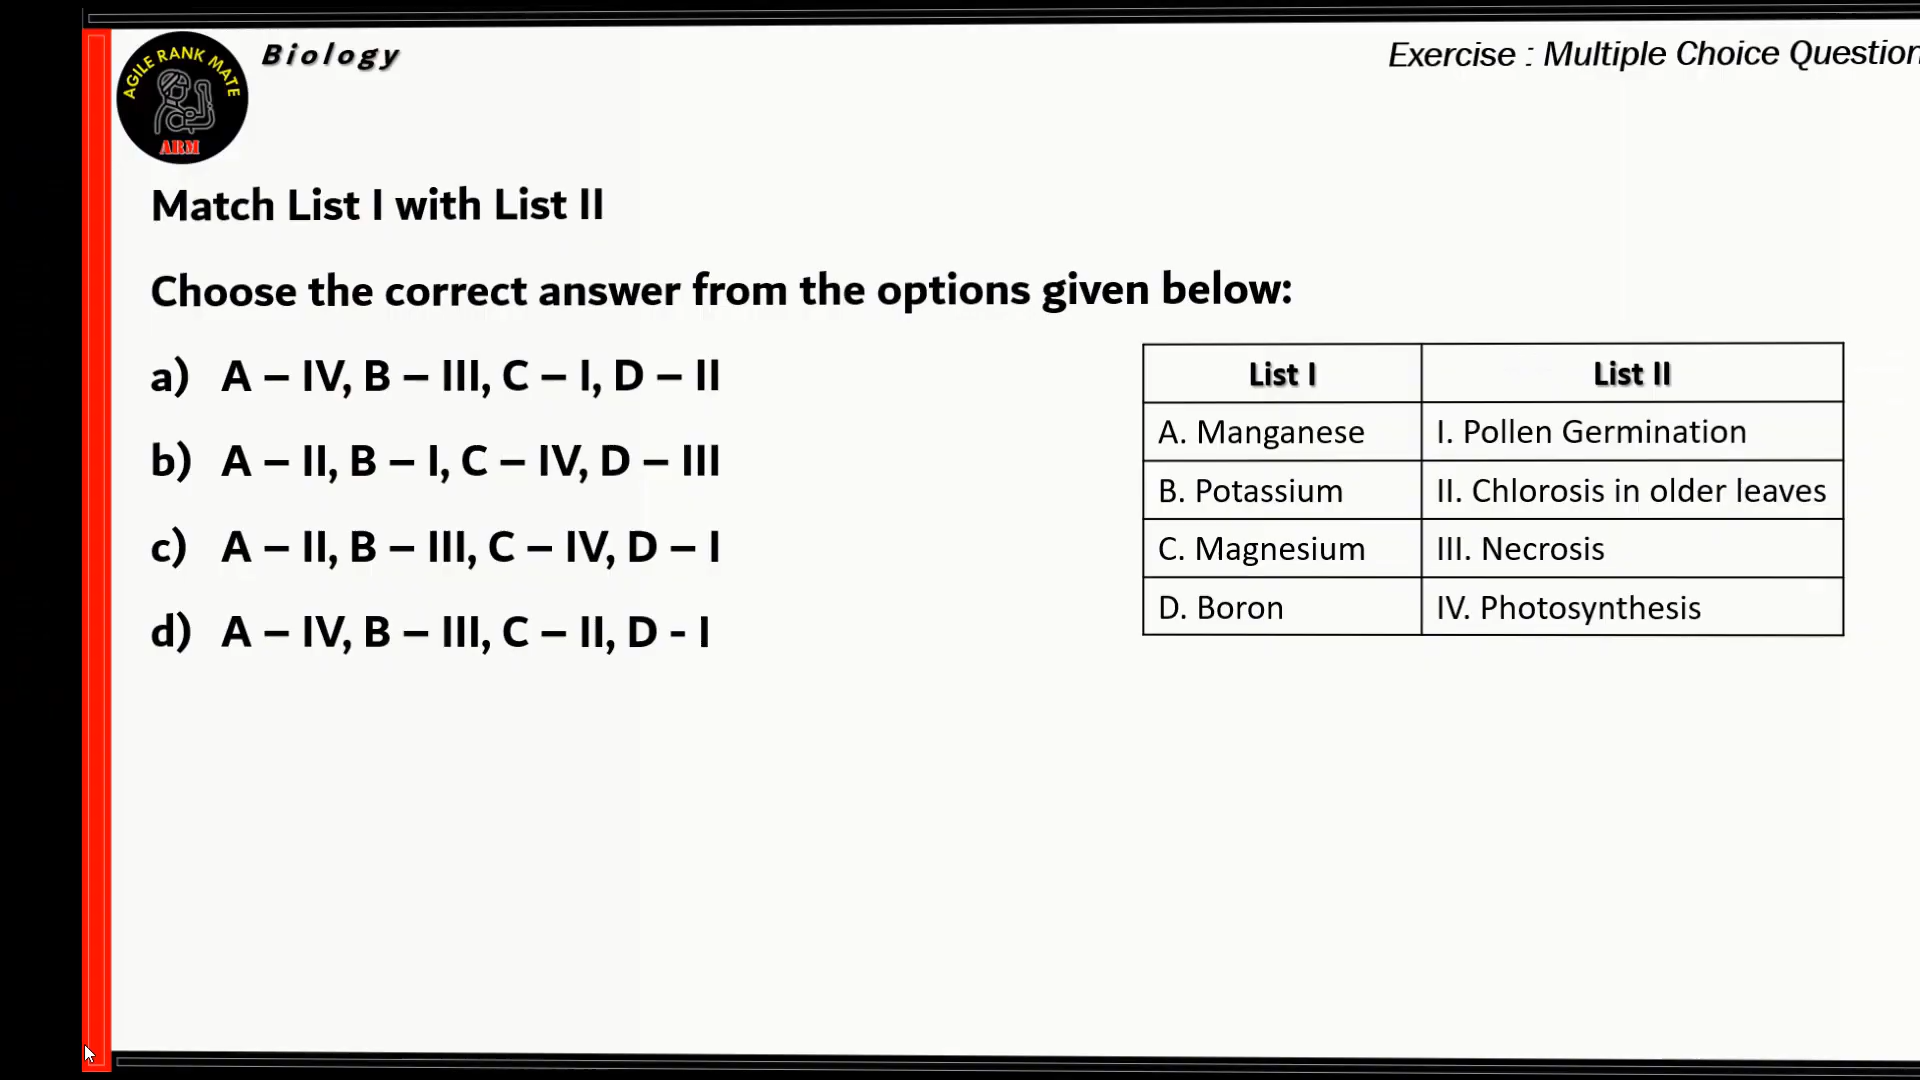 AGILE RANK MATE
ARM
Biology
Exercise : Multiple Choice Question
Match List I with List II
Choose the correct answer from the options given below:
a) A – IV, B – III, C – I, D – II
b) A – II, B – I, C – IV, D – III
c) A – II, B – III, C – IV, D – I
d) A – IV, B – III, C – II, D - I
List I List II
A. Manganese I. Pollen Germination
B. Potassium II. Chlorosis in older leaves
C. Magnesium III. Necrosis
D. Boron IV. Photosynthesis